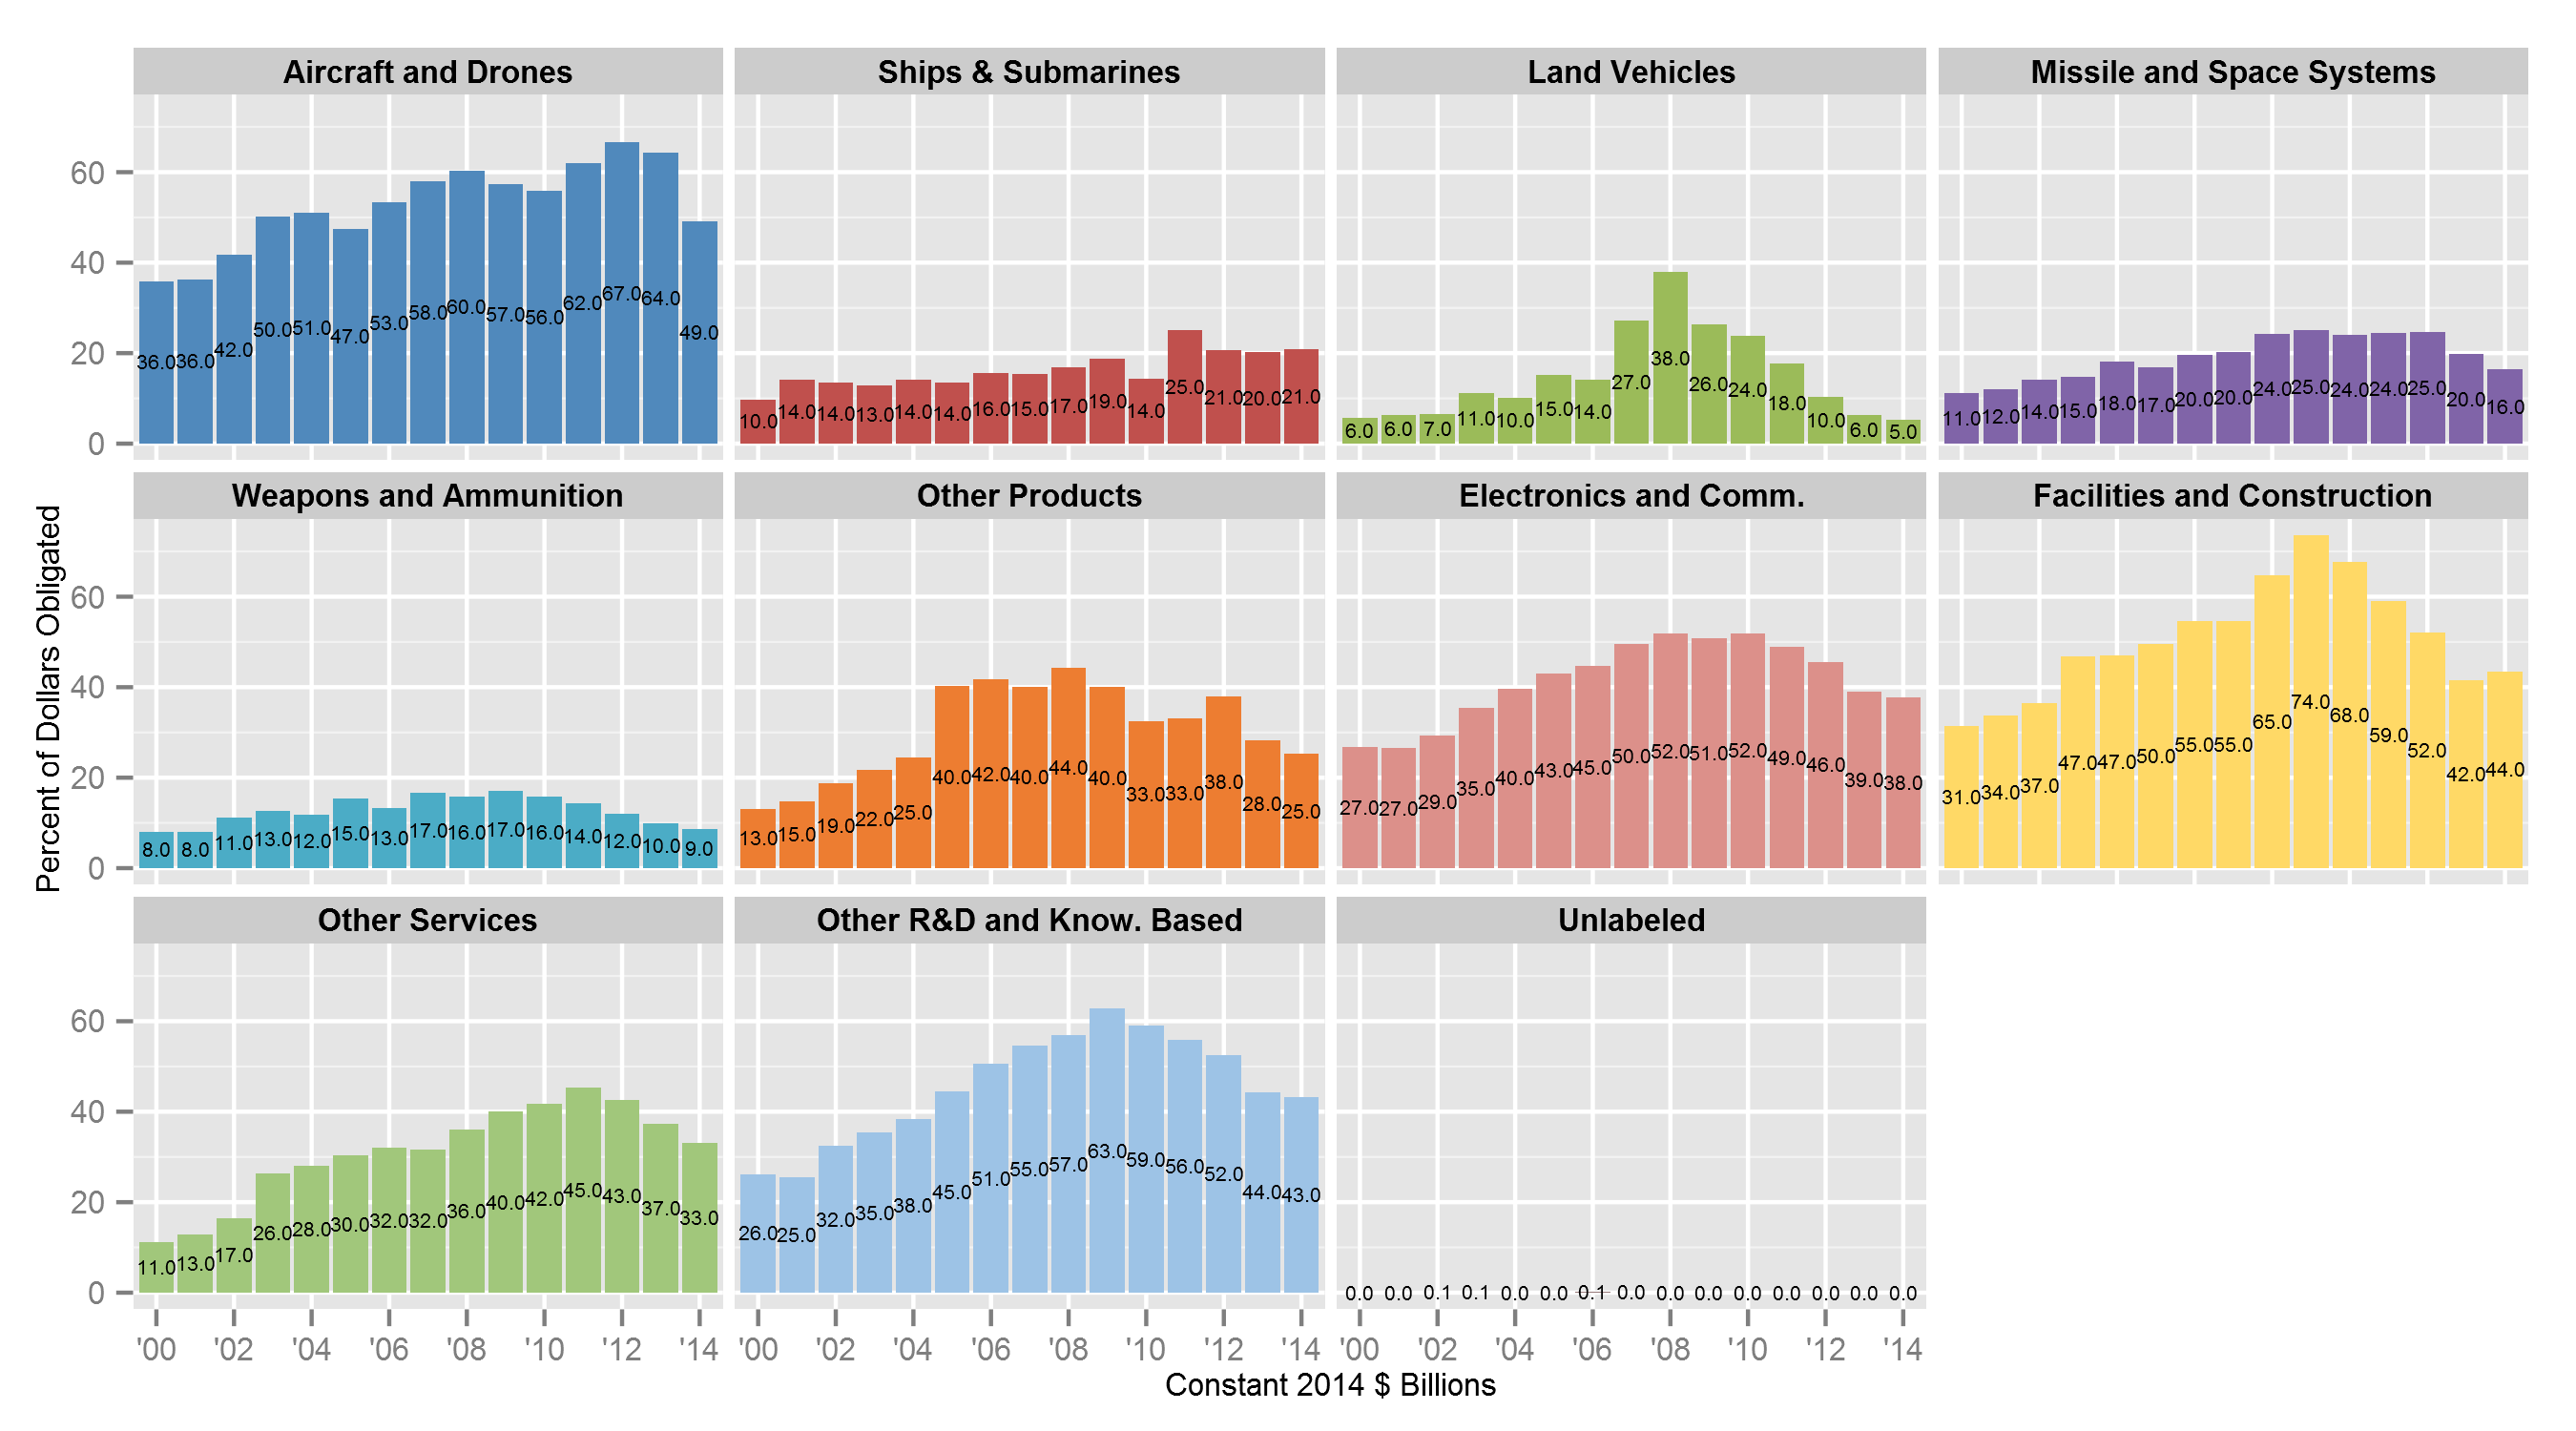 Aircraft and Drones
Ships & Submarines
Land Vehicles
Missile and Space Systems
60
40
20
0
36.0 36.0 42.0 50.0 51.0 47.0 53.0 58.0 60.0 57.0 56.0 62.0 67.0 64.0 49.0
10.0 14.0 14.0 13.0 14.0 14.0 16.0 15.0 17.0 19.0 14.0 25.0 21.0 20.0 21.0
6.0 6.0 7.0 11.0 10.0 15.0 14.0 27.0 38.0 26.0 24.0 18.0 10.0 6.0 5.0
11.0 12.0 14.0 15.0 18.0 17.0 20.0 20.0 24.0 25.0 24.0 24.0 25.0 20.0 16.0
Percent of Dollars Obligated
Weapons and Ammunition
Other Products
Electronics and Comm.
Facilities and Construction
60
40
20
0
8.0 8.0 11.0 13.0 12.0 15.0 13.0 17.0 16.0 17.0 16.0 14.0 12.0 10.0 9.0
13.0 15.0 19.0 22.0 25.0 40.0 42.0 40.0 44.0 40.0 33.0 33.0 38.0 28.0 25.0
27.0 27.0 29.0 35.0 40.0 43.0 45.0 50.0 52.0 51.0 52.0 49.0 46.0 39.0 38.0
31.0 34.0 37.0 47.0 47.0 50.0 55.0 55.0 65.0 74.0 68.0 59.0 52.0 42.0 44.0
Other Services
Other R&D and Know. Based
Unlabeled
60
40
20
0
11.0 13.0 17.0 26.0 28.0 30.0 32.0 32.0 36.0 40.0 42.0 45.0 43.0 37.0 33.0
26.0 25.0 32.0 35.0 38.0 45.0 51.0 55.0 57.0 63.0 59.0 56.0 52.0 44.0 43.0
0.0 0.0 0.1 0.1 0.0 0.0 0.1 0.0 0.0 0.0 0.0 0.0 0.0 0.0 0.0
'00 '02 '04 '06 '08 '10 '12 '14
'00 '02 '04 '06 '08 '10 '12 '14
'00 '02 '04 '06 '08 '10 '12 '14
Constant 2014 $ Billions